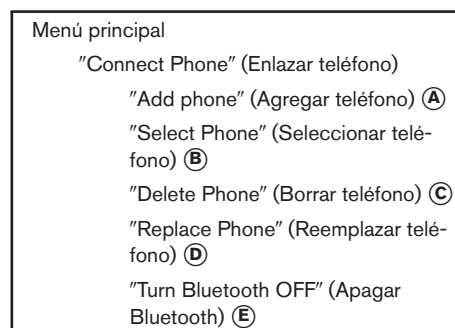 Menú principal
"Connect Phone" (Enlazar teléfono)
"Add phone" (Agregar teléfono) Ⓐ
"Select Phone" (Seleccionar telé-
fono) Ⓑ
"Delete Phone" (Borrar teléfono) Ⓒ
"Replace Phone" (Reemplazar telé-
fono) Ⓓ
"Turn Bluetooth OFF" (Apagar
Bluetooth) Ⓔ